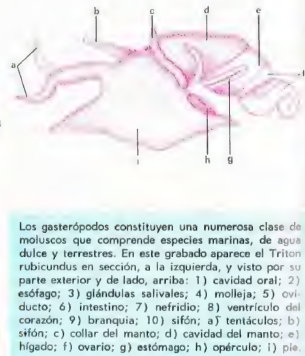 b c d e
a f
i h g
Los gasterópodos constituyen una numerosa clase de
moluscos que comprende especies marinas, de agua
dulce y terrestres. En este grabado aparece el Triton
rubicundus en sección, a la izquierda, y visto por su
parte exterior y de lado, arriba: 1) cavidad oral; 2)
esófago; 3) glándulas salivales; 4) molleja; 5) ovi-
ducto; 6) intestino; 7) nefridio; 8) ventrículo del
corazón; 9) branquia; 10) sifón; a) tentáculos; b)
sifón; c) collar del manto; d) cavidad del manto; e)
hígado; f) ovario; g) estómago; h) opérculo; i) pie.